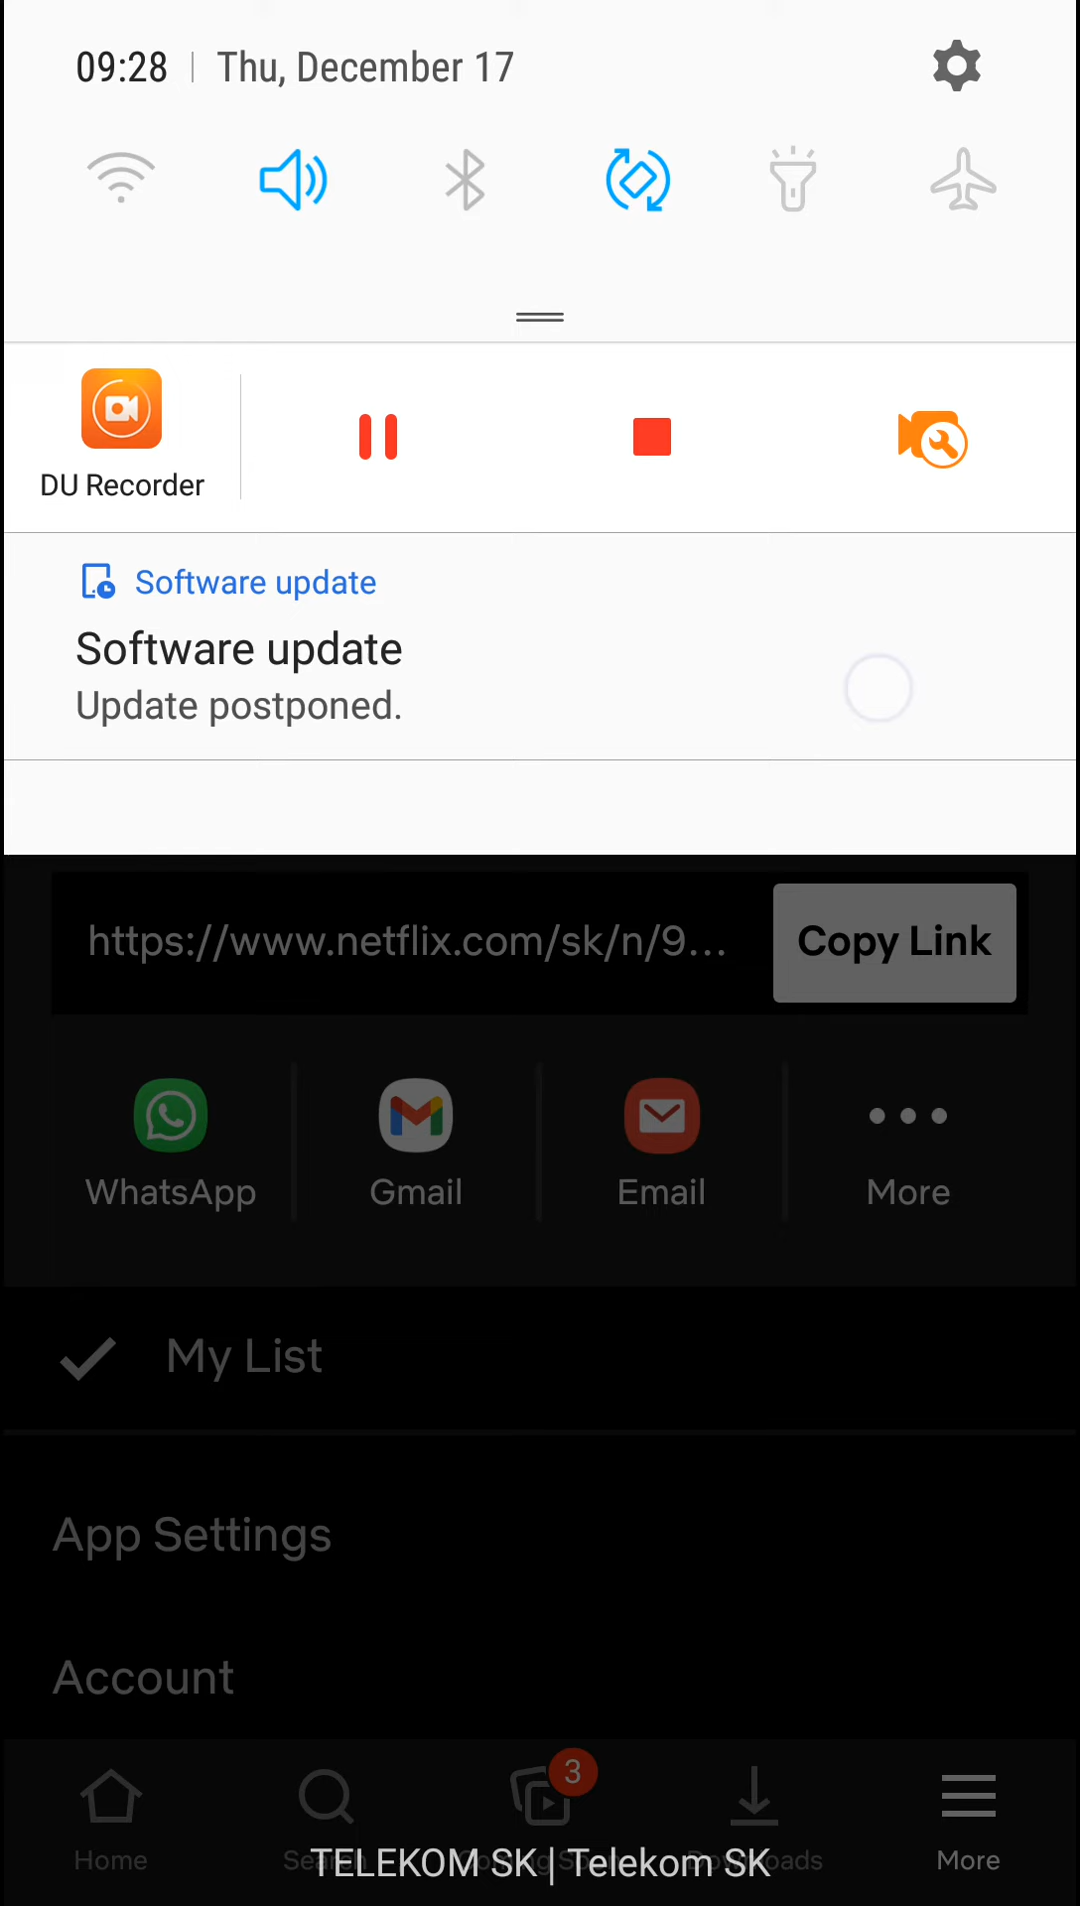 09:28 | Thu, December 17
DU Recorder
Software update
Software update
Update postponed.
https://www.netflix.com/sk/n/9...
Copy Link
WhatsApp Gmail Email More
My List
App Settings
Account
3
Home More
TELEKOM SK | Telekom SK